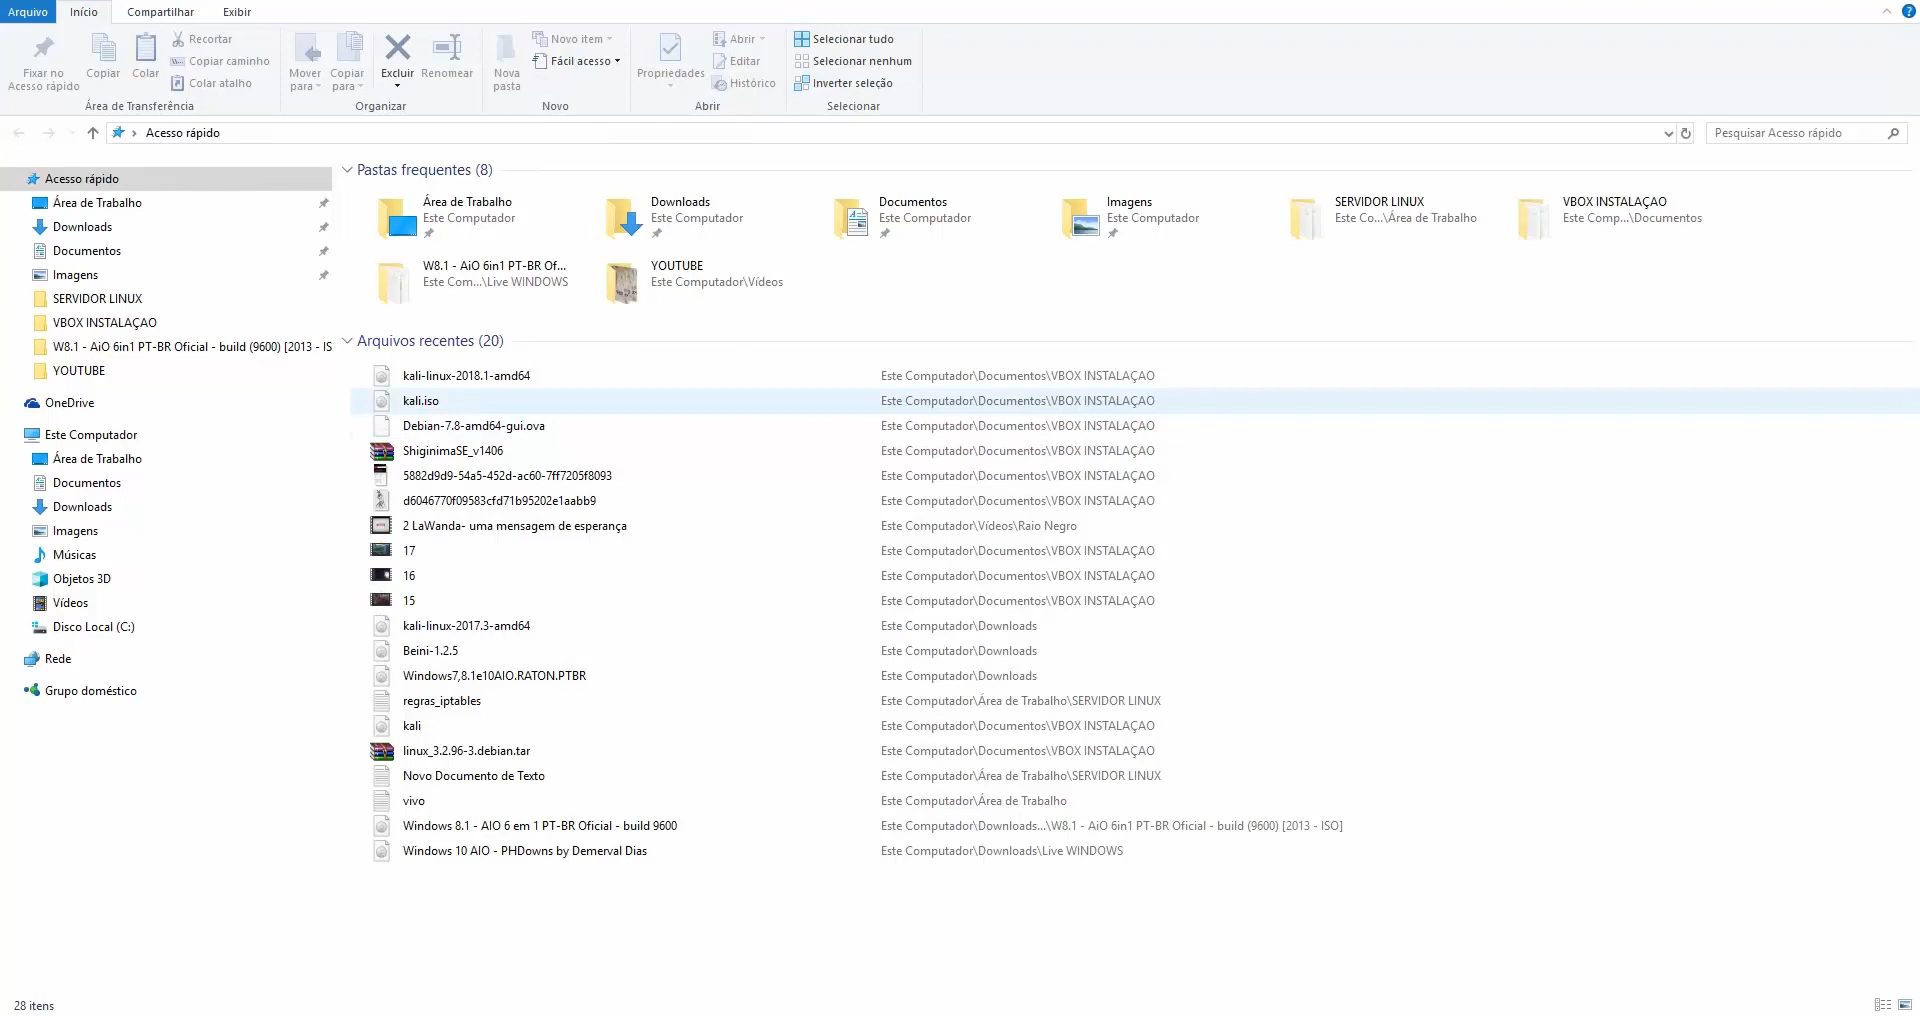 Arquivo Início Compartilhar Exibir
Fixar no Acesso rápido
Copiar
Colar
Recortar
Copiar caminho
Colar atalho
Área de Transferência
Mover para
Copiar para
Excluir
Renomear
Organizar
Nova pasta
Novo item
Fácil acesso
Novo
Propriedades
Abrir
Editar
Histórico
Abrir
Selecionar tudo
Selecionar nenhum
Inverter seleção
Selecionar
Acesso rápido
Pesquisar Acesso rápido
Acesso rápido
Área de Trabalho
Downloads
Documentos
Imagens
SERVIDOR LINUX
VBOX INSTALAÇAO
W8.1 - AiO 6in1 PT-BR Oficial - build (9600) [2013 - IS
YOUTUBE
OneDrive
Este Computador
Área de Trabalho
Documentos
Downloads
Imagens
Músicas
Objetos 3D
Vídeos
Disco Local (C:)
Rede
Grupo doméstico
Pastas frequentes (8)
Área de Trabalho
Este Computador
Downloads
Este Computador
Documentos
Este Computador
Imagens
Este Computador
SERVIDOR LINUX
Este Co...\Área de Trabalho
VBOX INSTALAÇAO
Este Comp...\Documentos
W8.1 - AiO 6in1 PT-BR Of...
Este Com...\Live WINDOWS
YOUTUBE
Este Computador\Vídeos
Arquivos recentes (20)
kali-linux-2018.1-amd64 Este Computador\Documentos\VBOX INSTALAÇAO
kali.iso Este Computador\Documentos\VBOX INSTALAÇAO
Debian-7.8-amd64-gui.ova Este Computador\Documentos\VBOX INSTALAÇAO
ShiginimaSE_v1406 Este Computador\Documentos\VBOX INSTALAÇAO
5882d9d9-54a5-452d-ac60-7ff7205f8093 Este Computador\Documentos\VBOX INSTALAÇAO
d6046770f09583cfd71b95202e1aabb9 Este Computador\Documentos\VBOX INSTALAÇAO
2 LaWanda- uma mensagem de esperança Este Computador\Vídeos\Raio Negro
17 Este Computador\Documentos\VBOX INSTALAÇAO
16 Este Computador\Documentos\VBOX INSTALAÇAO
15 Este Computador\Documentos\VBOX INSTALAÇAO
kali-linux-2017.3-amd64 Este Computador\Downloads
Beini-1.2.5 Este Computador\Downloads
Windows7,8.1e10AIO.RATON.PTBR Este Computador\Downloads
regras_iptables Este Computador\Área de Trabalho\SERVIDOR LINUX
kali Este Computador\Documentos\VBOX INSTALAÇAO
linux_3.2.96-3.debian.tar Este Computador\Documentos\VBOX INSTALAÇAO
Novo Documento de Texto Este Computador\Área de Trabalho\SERVIDOR LINUX
vivo Este Computador\Área de Trabalho
Windows 8.1 - AIO 6 em 1 PT-BR Oficial - build 9600 Este Computador\Downloads...\W8.1 - AiO 6in1 PT-BR Oficial - build (9600) [2013 - ISO]
Windows 10 AIO - PHDowns by Demerval Dias Este Computador\Downloads\Live WINDOWS
28 itens